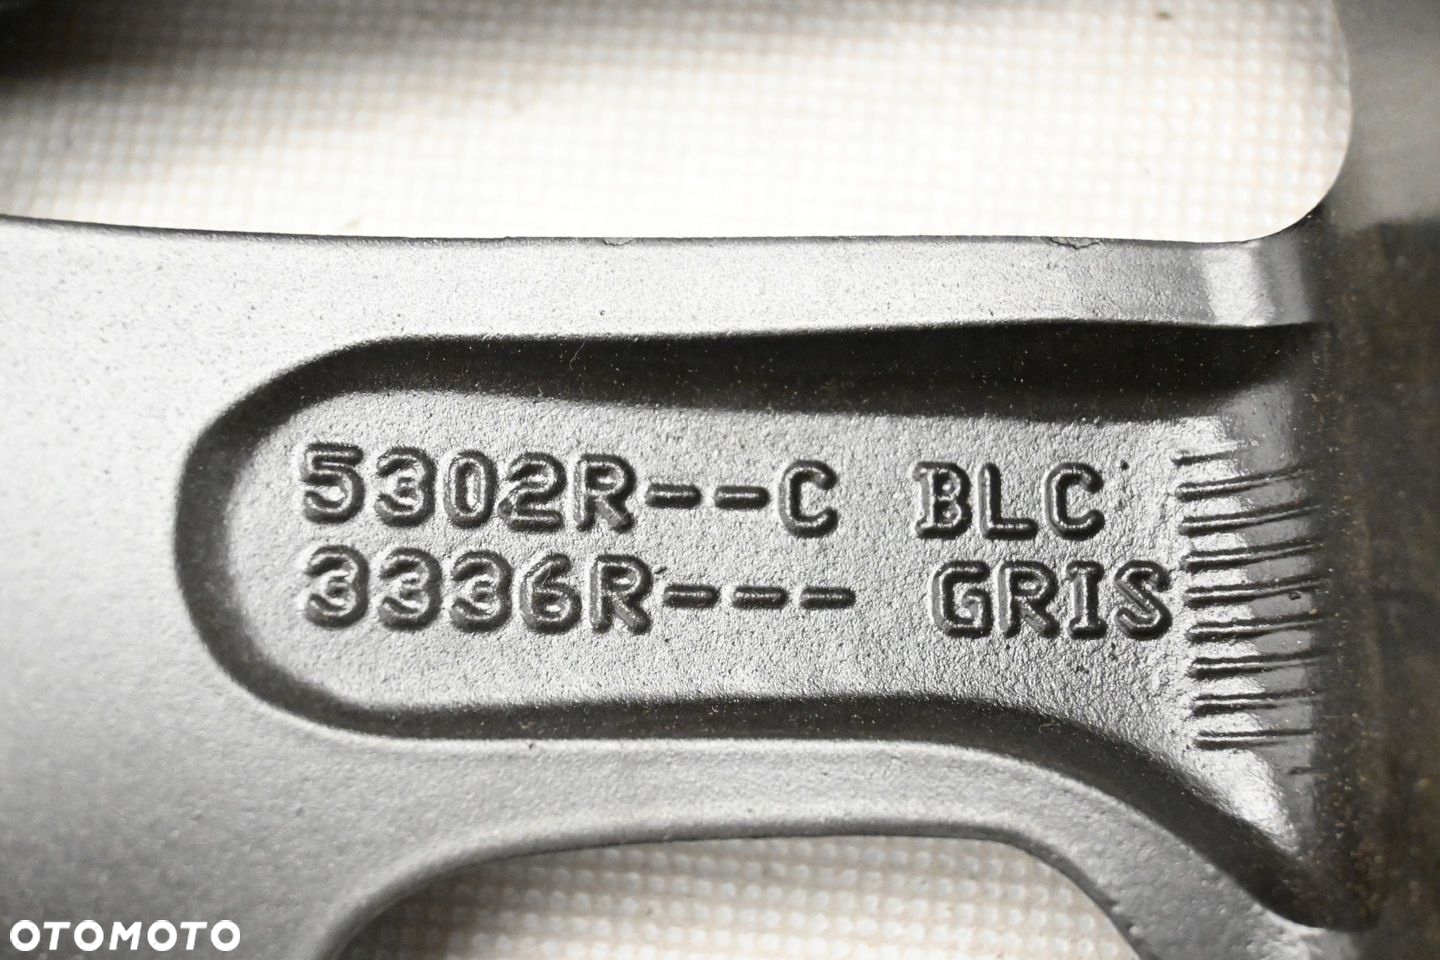 5302R--C BLC
3336R--- GRIS
OTOMOTO